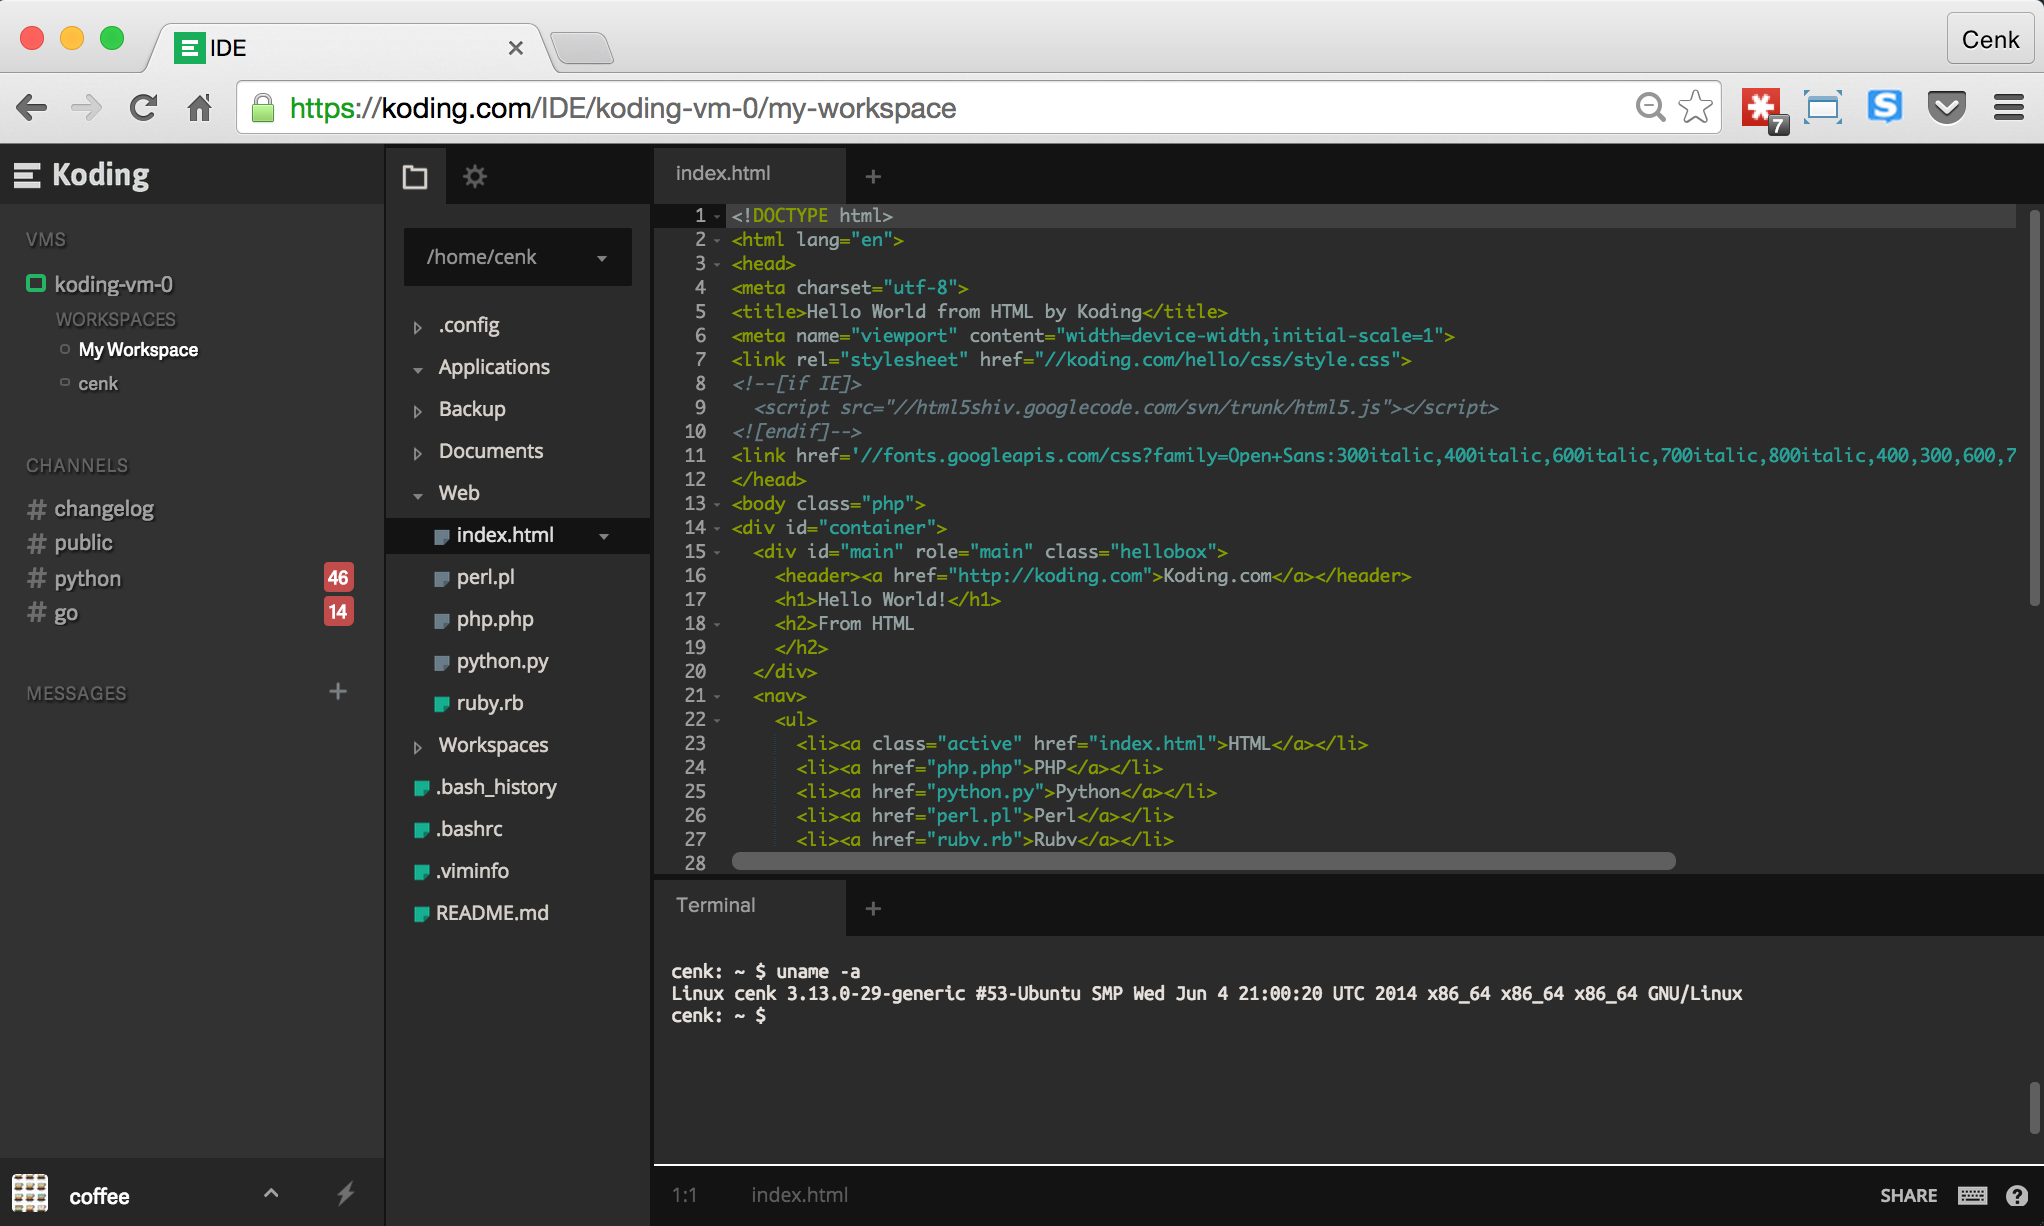 IDE
Cenk
https://koding.com/IDE/koding-vm-0/my-workspace
7
Koding
VMS
koding-vm-0
WORKSPACES
My Workspace
cenk
CHANNELS
# changelog
# public
# python 46
# go 14
MESSAGES +
coffee
/home/cenk
.config
Applications
Backup
Documents
Web
index.html
perl.pl
php.php
python.py
ruby.rb
Workspaces
.bash_history
.bashrc
.viminfo
README.md
index.html +
1 <!DOCTYPE html>
2 <html lang="en">
3 <head>
4 <meta charset="utf-8">
5 <title>Hello World from HTML by Koding</title>
6 <meta name="viewport" content="width=device-width,initial-scale=1">
7 <link rel="stylesheet" href="//koding.com/hello/css/style.css">
8 <!--[if IE]>
9 <script src="//html5shiv.googlecode.com/svn/trunk/html5.js"></script>
10 <![endif]-->
11 <link href='//fonts.googleapis.com/css?family=Open+Sans:300italic,400italic,600italic,700italic,800italic,400,300,600,7
12 </head>
13 <body class="php">
14 <div id="container">
15 <div id="main" role="main" class="hellobox">
16 <header><a href="http://koding.com">Koding.com</a></header>
17 <h1>Hello World!</h1>
18 <h2>From HTML
19 </h2>
20 </div>
21 <nav>
22 <ul>
23 <li><a class="active" href="index.html">HTML</a></li>
24 <li><a href="php.php">PHP</a></li>
25 <li><a href="python.py">Python</a></li>
26 <li><a href="perl.pl">Perl</a></li>
27 <li><a href="ruby.rb">Ruby</a></li>
28
Terminal +
cenk: ~ $ uname -a
Linux cenk 3.13.0-29-generic #53-Ubuntu SMP Wed Jun 4 21:00:20 UTC 2014 x86_64 x86_64 x86_64 GNU/Linux
cenk: ~ $
1:1 index.html
SHARE ?